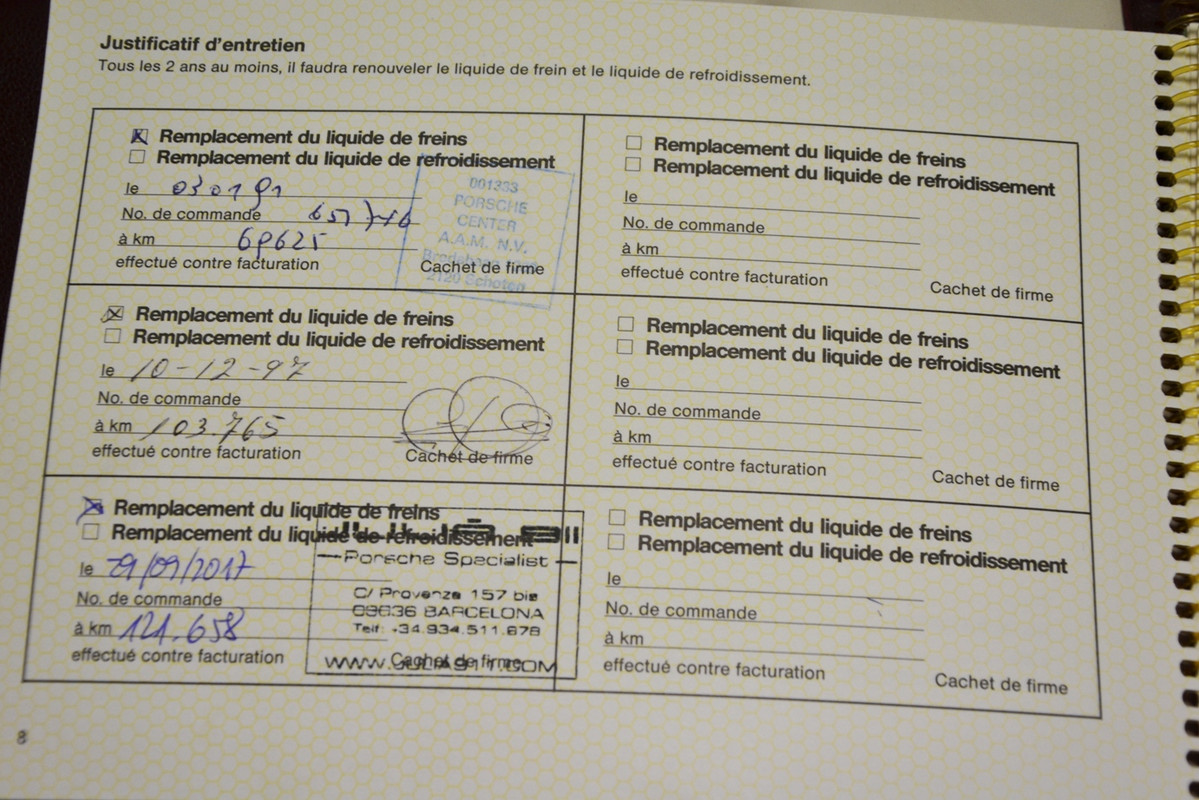 Justificatif d'entretien
Tous les 2 ans au moins, il faudra renouveler le liquide de frein et le liquide de refroidissement.
Remplacement du liquide de freins
Remplacement du liquide de refroidissement
le 030191
No. de commande
à km 69625
effectué contre facturation
Cachet de firme
001333
PORSCHE
CENTER
A.A.M. N.V.
2120 Schoten
Remplacement du liquide de freins
Remplacement du liquide de refroidissement
le 10-12-97
No. de commande
à km 103.765
effectué contre facturation
Cachet de firme
Remplacement du liquide de freins
Remplacement du liquide de refroidissement
le /09/2017
No. de commande
à km 121.658
effectué contre facturation
Cachet de firme
Porsche Specialist
C/ Provenza 157 bis
08036 BARCELONA
Telf: +34.934.511.678
Remplacement du liquide de freins
Remplacement du liquide de refroidissement
le
No. de commande
à km
effectué contre facturation
Cachet de firme
Remplacement du liquide de freins
Remplacement du liquide de refroidissement
le
No. de commande
à km
effectué contre facturation
Cachet de firme
Remplacement du liquide de freins
Remplacement du liquide de refroidissement
le
No. de commande
à km
effectué contre facturation
Cachet de firme
8